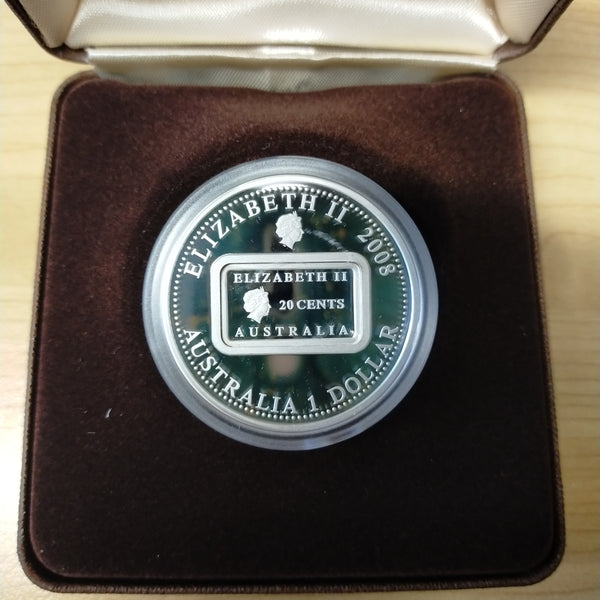 ELIZABETH II 2008
ELIZABETH II
20 CENTS
AUSTRALIA
AUSTRALIA 1 DOLLAR